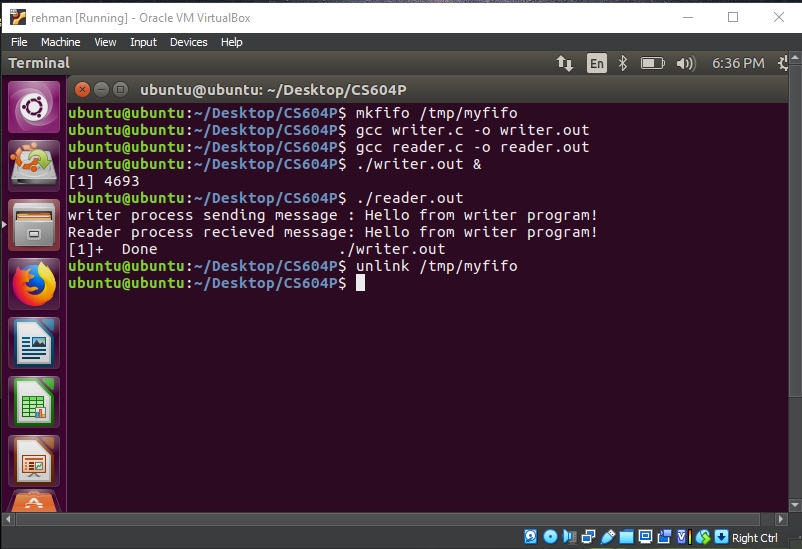 rehman [Running] - Oracle VM VirtualBox
File Machine View Input Devices Help
Terminal En 6:36 PM
ubuntu@ubuntu: ~/Desktop/CS604P
ubuntu@ubuntu:~/Desktop/CS604P$ mkfifo /tmp/myfifo
ubuntu@ubuntu:~/Desktop/CS604P$ gcc writer.c -o writer.out
ubuntu@ubuntu:~/Desktop/CS604P$ gcc reader.c -o reader.out
ubuntu@ubuntu:~/Desktop/CS604P$ ./writer.out &
[1] 4693
ubuntu@ubuntu:~/Desktop/CS604P$ ./reader.out
writer process sending message : Hello from writer program!
Reader process recieved message: Hello from writer program!
[1]+  Done                    ./writer.out
ubuntu@ubuntu:~/Desktop/CS604P$ unlink /tmp/myfifo
ubuntu@ubuntu:~/Desktop/CS604P$
Right Ctrl